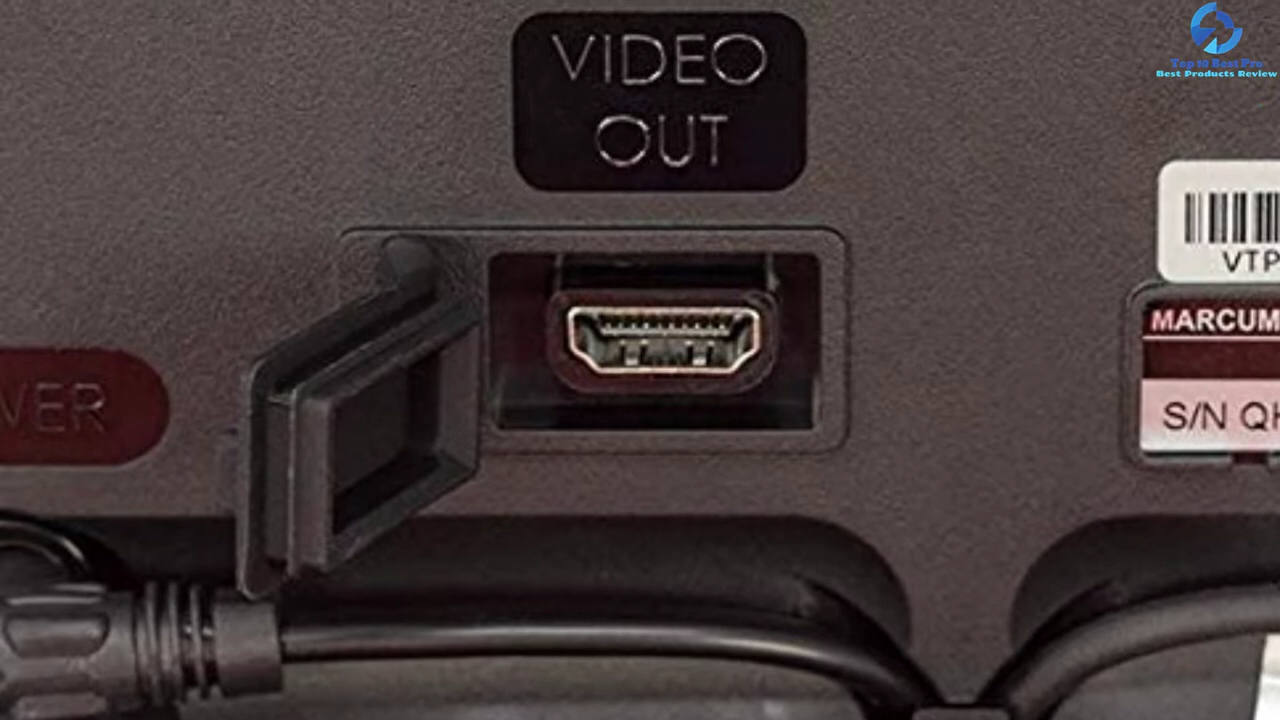 VIDEO
OUT
Top 10 Best Pro
Best Products Review
VTP
MARCUM
VER
S/N QH